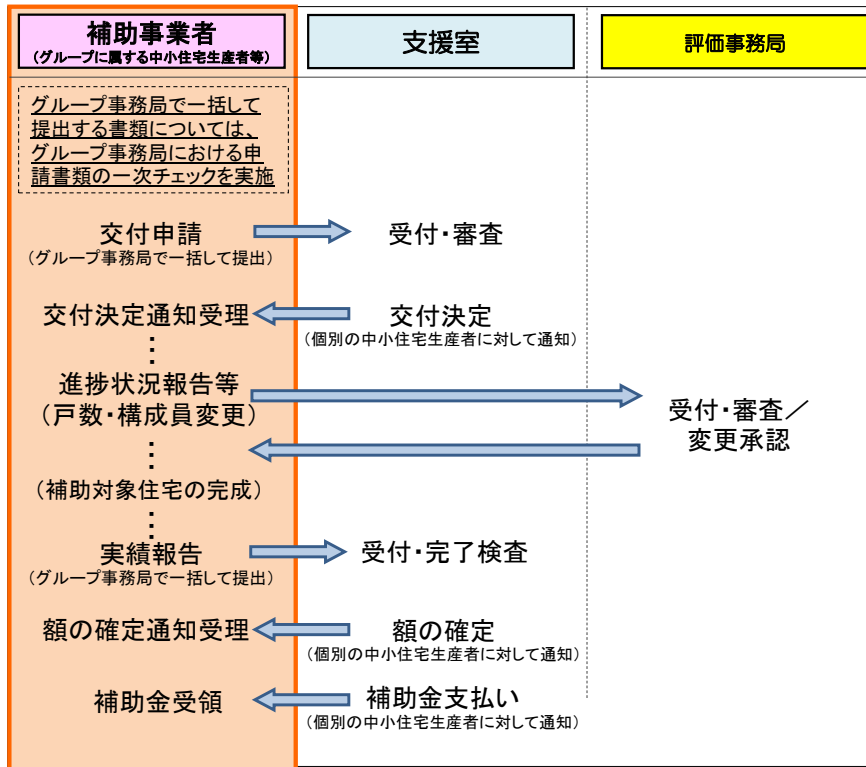 補助事業者
(グループに属する中小住宅生産者等)
支援室
評価事務局
グループ事務局で一括して
提出する書類については、
グループ事務局における申
請書類の一次チェックを実施
交付申請
(グループ事務局で一括して提出)
受付・審査
交付決定通知受理
交付決定
(個別の中小住宅生産者に対して通知)
進捗状況報告等
(戸数・構成員変更)
受付・審査/
変更承認
(補助対象住宅の完成)
実績報告
(グループ事務局で一括して提出)
受付・完了検査
額の確定通知受理
額の確定
(個別の中小住宅生産者に対して通知)
補助金受領
補助金支払い
(個別の中小住宅生産者に対して通知)